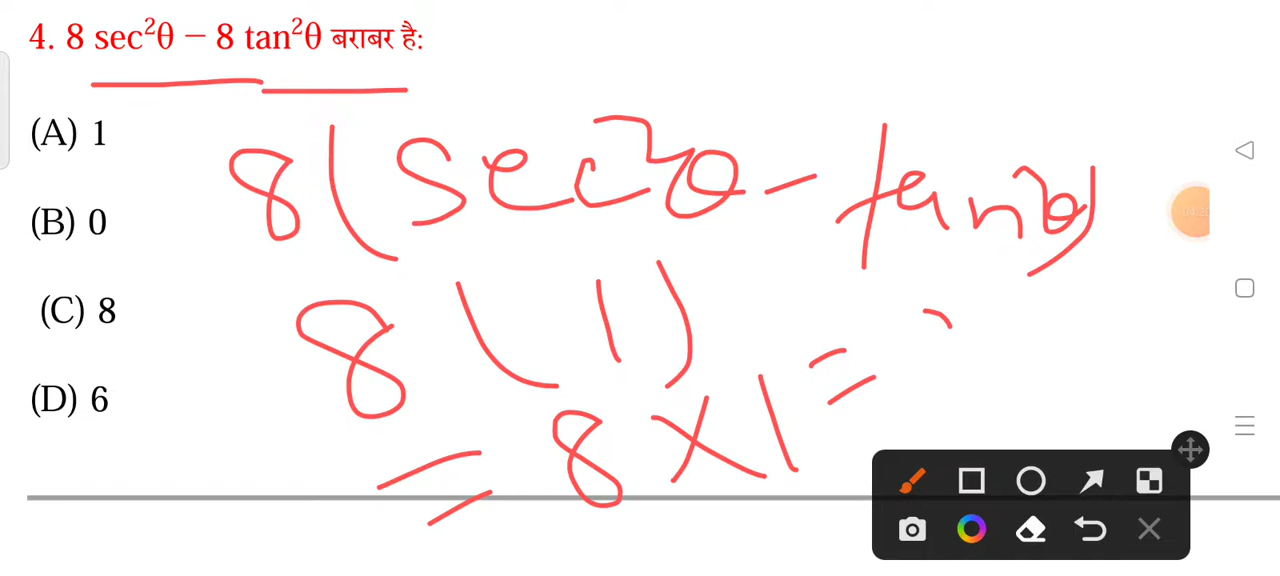 4. 8 sec²θ – 8 tan²θ बराबर है:
(A) 1
8 (sec²θ – tan²θ)
(B) 0
(C) 8
8 (1)
= 8 × 1 =
(D) 6